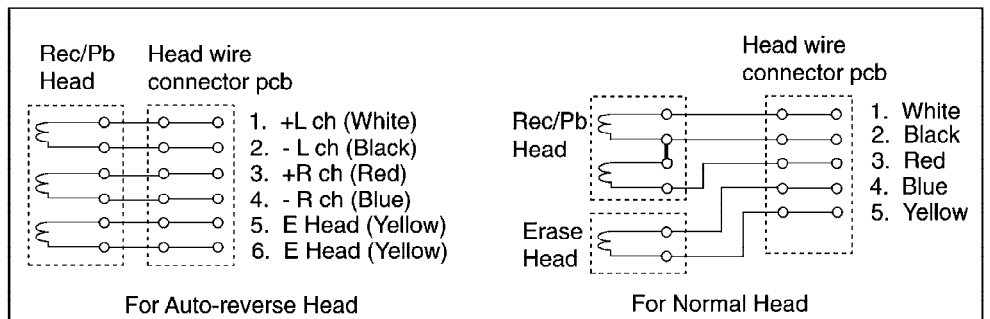 Rec/Pb
Head
Head wire
connector pcb
1. +L ch (White)
2. - L ch (Black)
3. +R ch (Red)
4. - R ch (Blue)
5. E Head (Yellow)
6. E Head (Yellow)
For Auto-reverse Head
Head wire
connector pcb
Rec/Pb
Head
1. White
2. Black
3. Red
4. Blue
5. Yellow
Erase
Head
For Normal Head